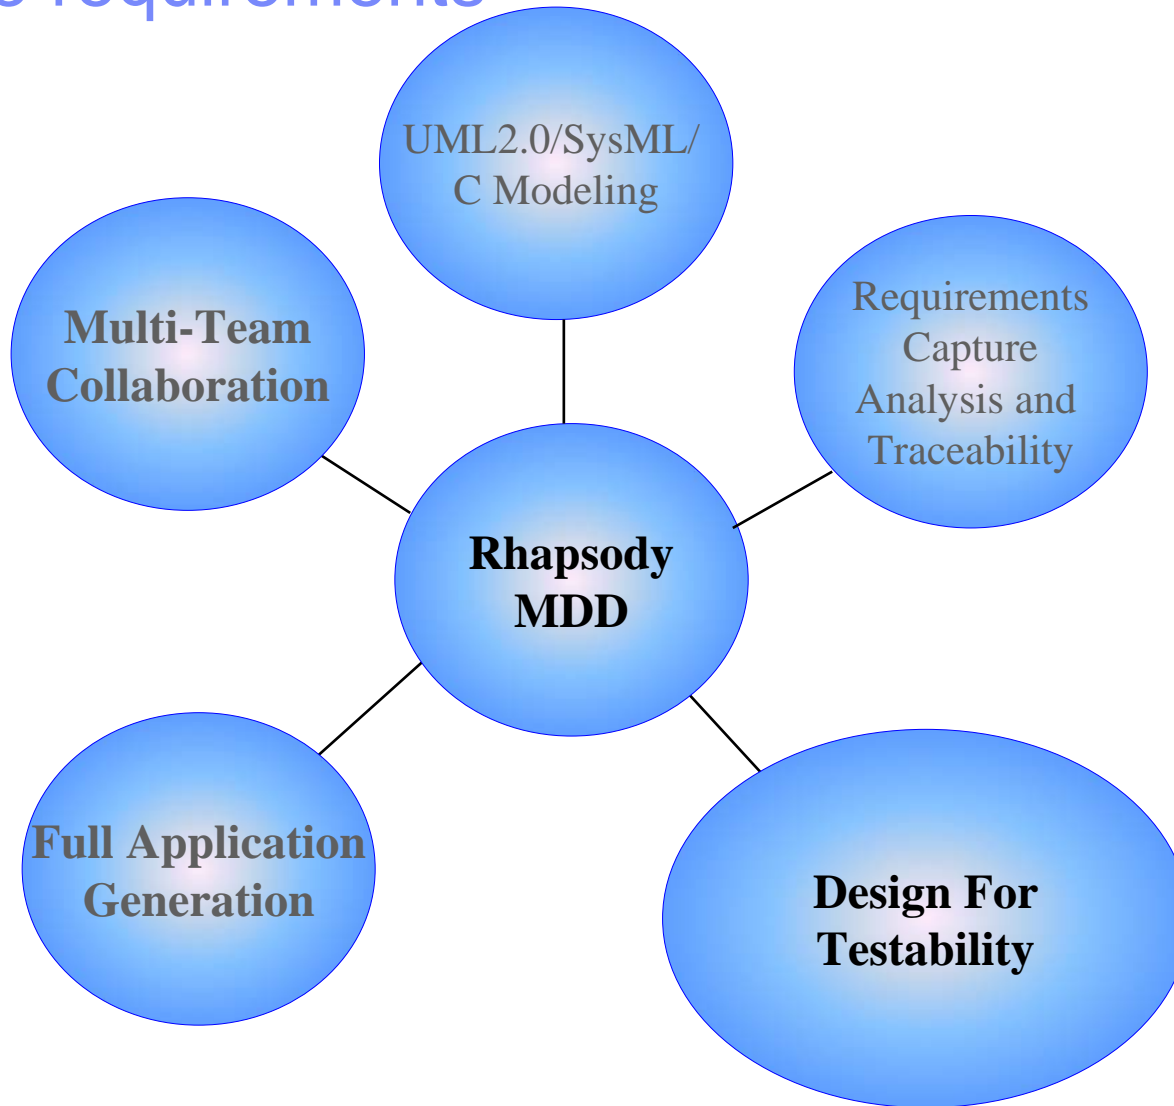 requirements
UML2.0/SysML/
C Modeling
Multi-Team
Collaboration
Requirements
Capture
Analysis and
Traceability
Rhapsody
MDD
Full Application
Generation
Design For
Testability